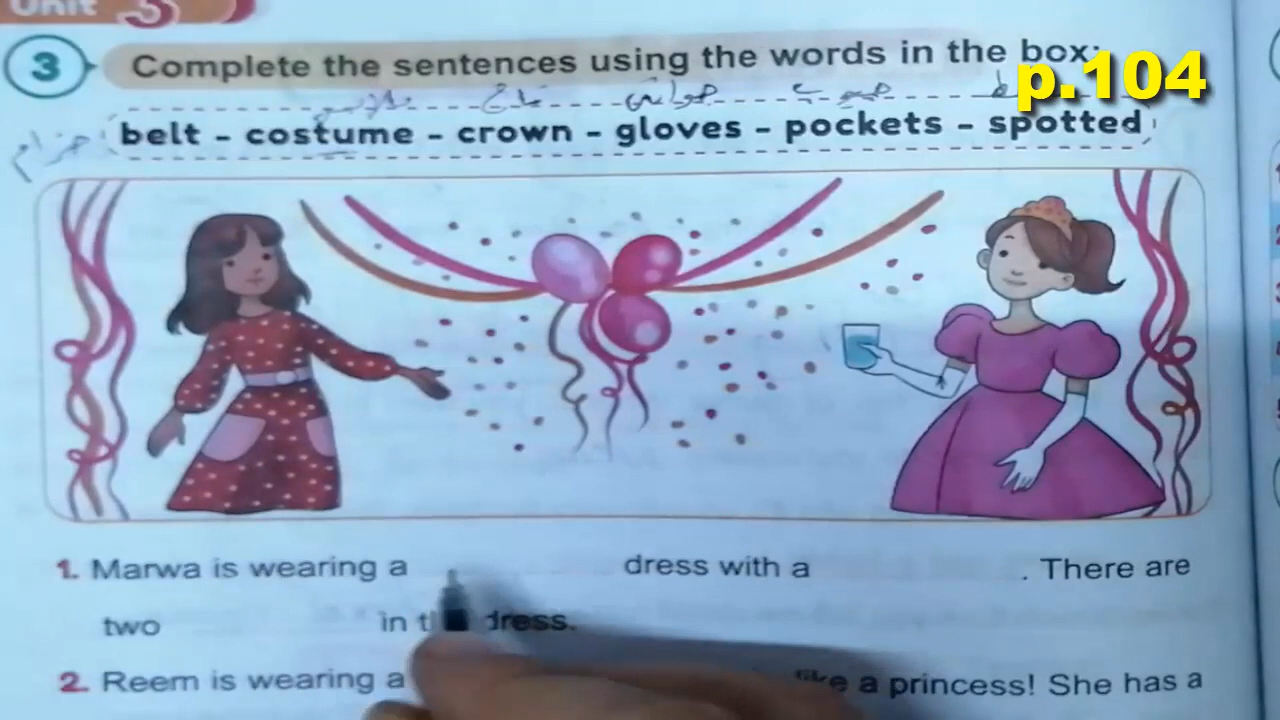 Unit 3
3 Complete the sentences using the words in the box:
p.104
حزام
belt - costume - crown - gloves - pockets - spotted
1. Marwa is wearing a dress with a . There are
two in the dress.
2. Reem is wearing a like a princess! She has a